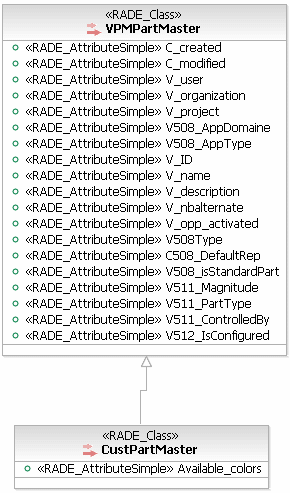 «RADE_Class»
VPMPartMaster
«RADE_AttributeSimple» C_created
«RADE_AttributeSimple» C_modified
«RADE_AttributeSimple» V_user
«RADE_AttributeSimple» V_organization
«RADE_AttributeSimple» V_project
«RADE_AttributeSimple» V508_AppDomaine
«RADE_AttributeSimple» V508_AppType
«RADE_AttributeSimple» V_ID
«RADE_AttributeSimple» V_name
«RADE_AttributeSimple» V_description
«RADE_AttributeSimple» V_nbalternate
«RADE_AttributeSimple» V_opp_activated
«RADE_AttributeSimple» V508Type
«RADE_AttributeSimple» C508_DefaultRep
«RADE_AttributeSimple» V508_isStandardPart
«RADE_AttributeSimple» V511_Magnitude
«RADE_AttributeSimple» V511_PartType
«RADE_AttributeSimple» V511_ControlledBy
«RADE_AttributeSimple» V512_IsConfigured
«RADE_Class»
CustPartMaster
«RADE_AttributeSimple» Available_colors